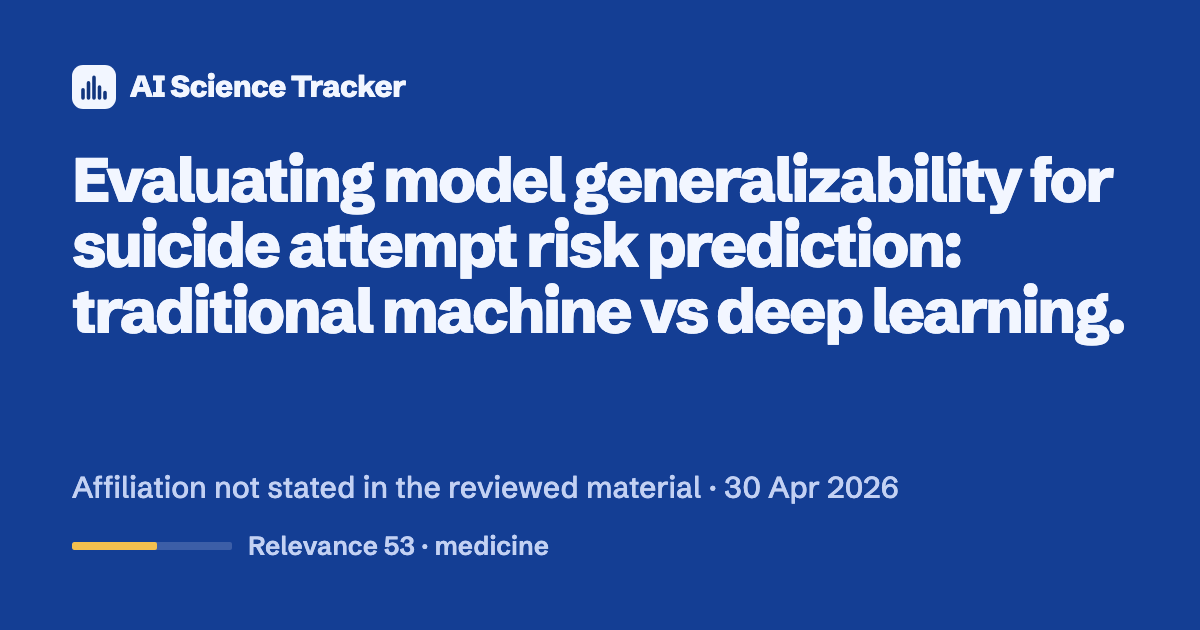 AI Science Tracker
Evaluating model generalizability for
suicide attempt risk prediction:
traditional machine vs deep learning.
Affiliation not stated in the reviewed material · 30 Apr 2026
Relevance 53 · medicine